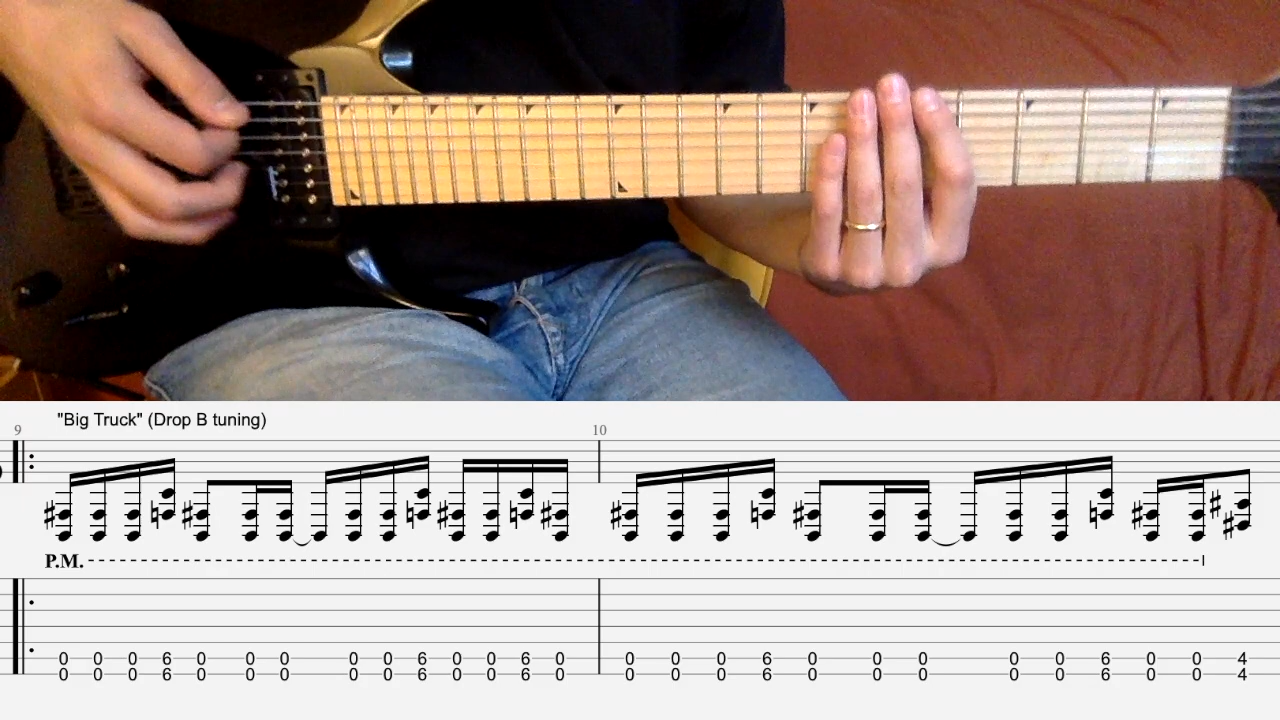 "Big Truck" (Drop B tuning)
9 10
P.M.
0 0 0 6 0 0 0 0 0 6 0 0 6 0 0 0 0 6 0 0 0 0 0 6 0 0 4
0 0 0 6 0 0 0 0 0 6 0 0 6 0 0 0 0 6 0 0 0 0 0 6 0 0 4